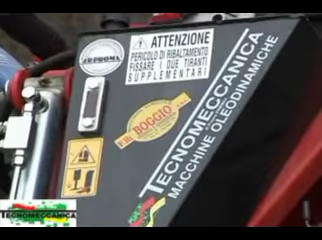 ATTENZIONE
PERICOLO DI RIBALTAMENTO
FISSARE I DUE TIRANTI
SUPPLEMENTARI
BOGGIO
TECNOMECCANICA
MACCHINE OLEODINAMICHE
TECNOMECCANICA